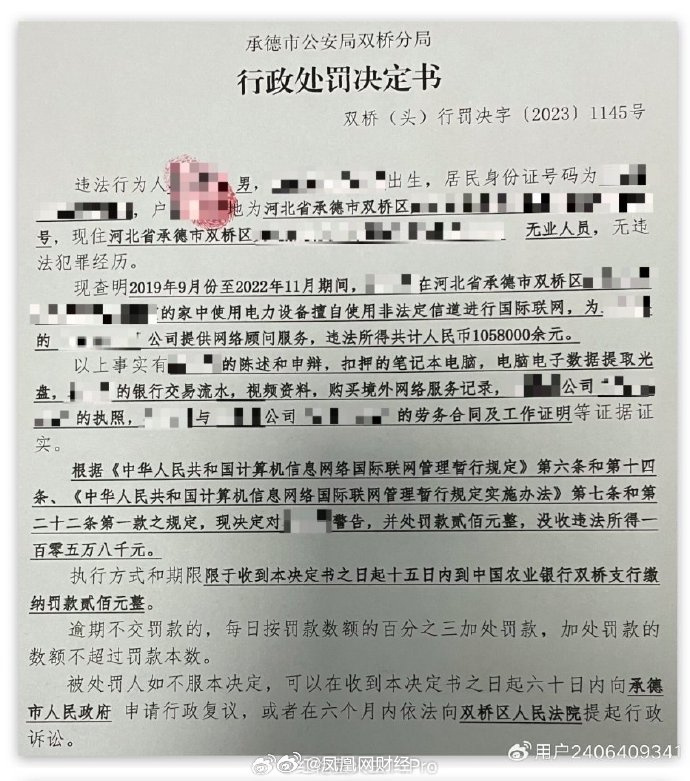 承德市公安局双桥分局
行政处罚决定书
双桥（头）行罚决字〔2023〕1145号
违法行为人 男， 出生，居民身份证号码为
，户 地为河北省承德市双桥区
号，现住河北省承德市双桥区 无业人员，无违
法犯罪经历。
现查明2019年9月份至2022年11月期间， 在河北省承德市双桥区
的家中使用电力设备擅自使用非法定信道进行国际联网，为
的 公司提供网络顾问服务，违法所得共计人民币1058000余元。
以上事实有 的陈述和申辩，扣押的笔记本电脑，电脑电子数据提取光
盘， 的银行交易流水，视频资料，购买境外网络服务记录， 公司
的执照， 与 公司 的劳务合同及工作证明等证据证
实。
根据《中华人民共和国计算机信息网络国际联网管理暂行规定》第六条和第十四
条、《中华人民共和国计算机信息网络国际联网管理暂行规定实施办法》第七条和第
二十二条第一款之规定，现决定对 警告，并处罚款贰佰元整，没收违法所得一
百零五万八千元。
执行方式和期限限于收到本决定书之日起十五日内到中国农业银行双桥支行缴
纳罚款贰佰元整。
逾期不交罚款的，每日按罚款数额的百分之三加处罚款，加处罚款的
数额不超过罚款本数。
被处罚人如不服本决定，可以在收到本决定书之日起六十日内向承德
市人民政府 申请行政复议，或者在六个月内依法向双桥区人民法院提起行政
诉讼。
@凤凰网财经Pro
用户2406409341